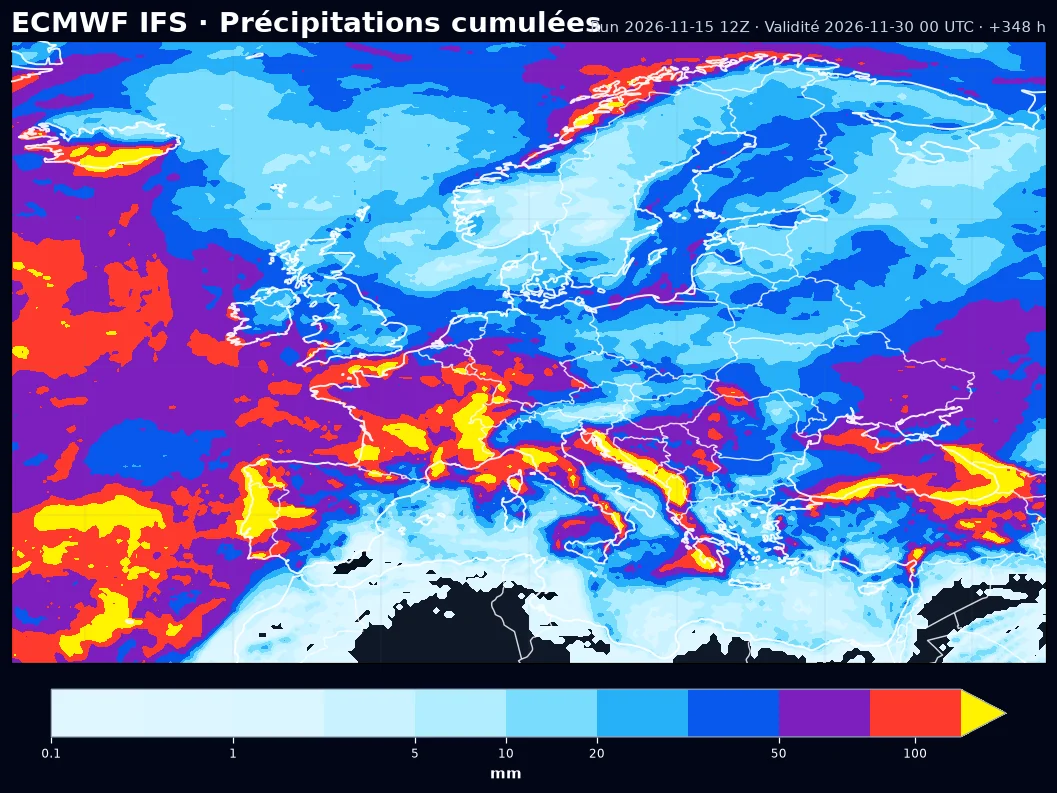 ECMWF IFS · Précipitations cumulées
Run 2026-11-15 12Z · Validité 2026-11-30 00 UTC · +348 h
0.1 1 5 10 20 50 100
mm